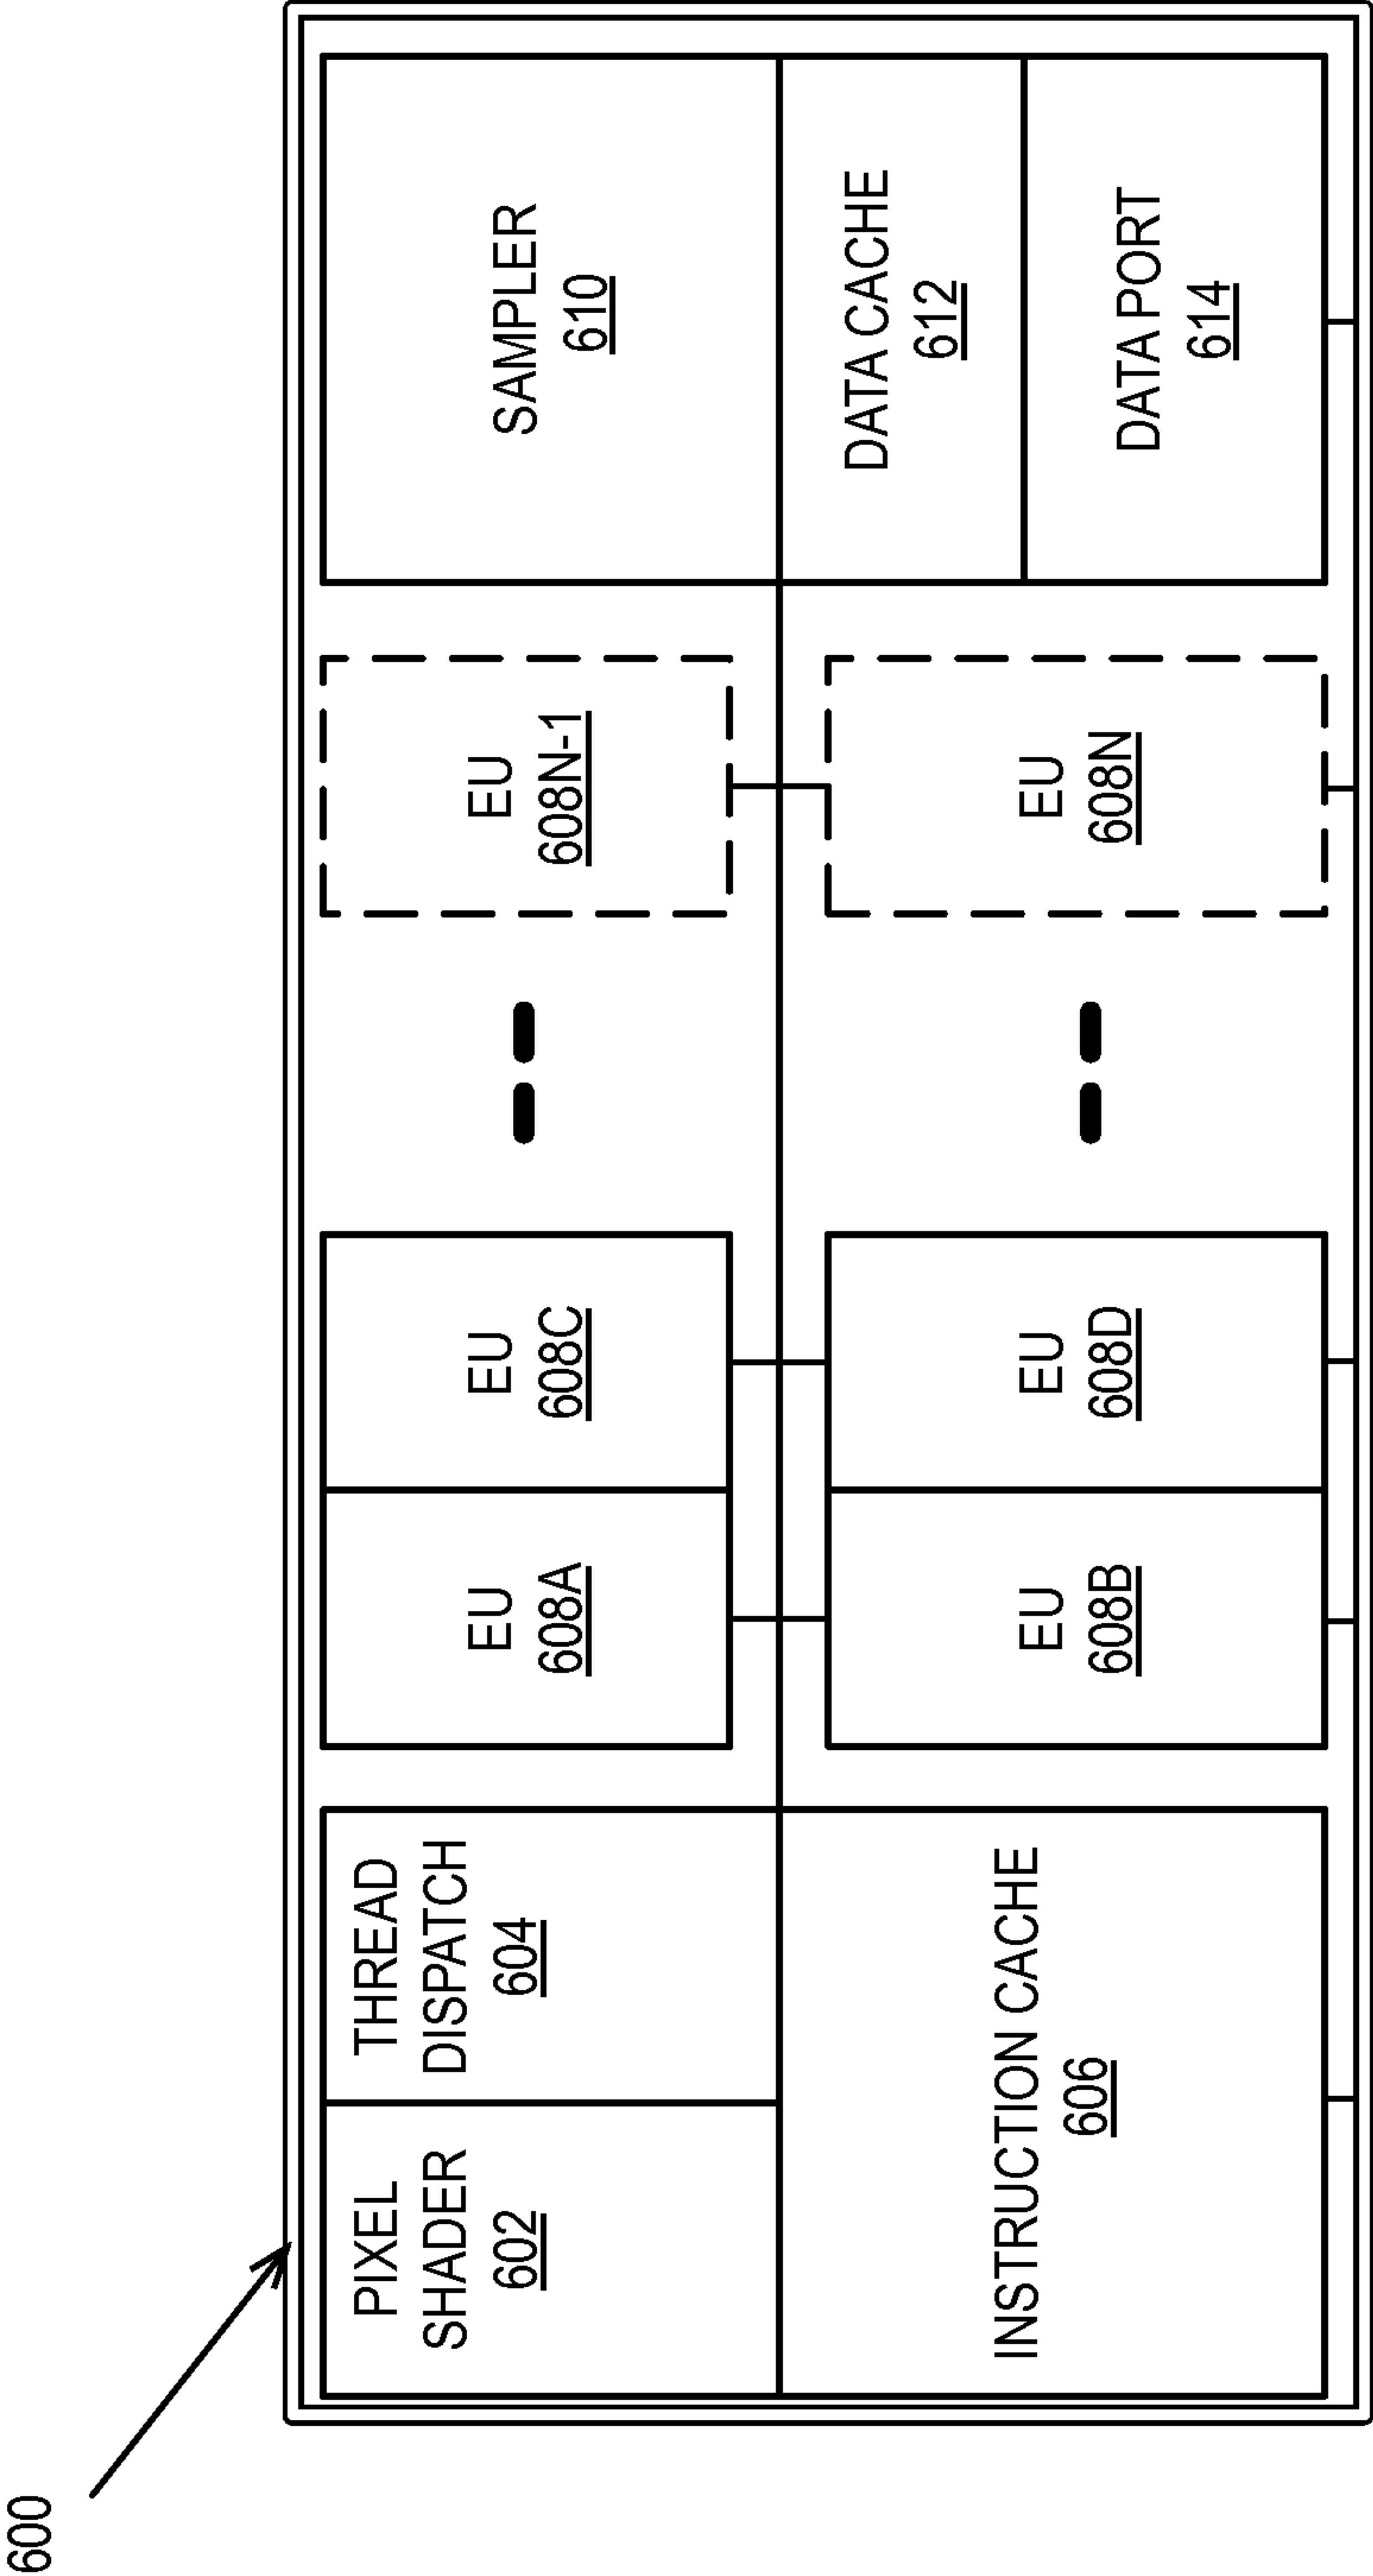 600
PIXEL
SHADER
602
THREAD
DISPATCH
604
INSTRUCTION CACHE
606
EU
608A
EU
608C
EU
608B
EU
608D
EU
608N-1
EU
608N
SAMPLER
610
DATA CACHE
612
DATA PORT
614